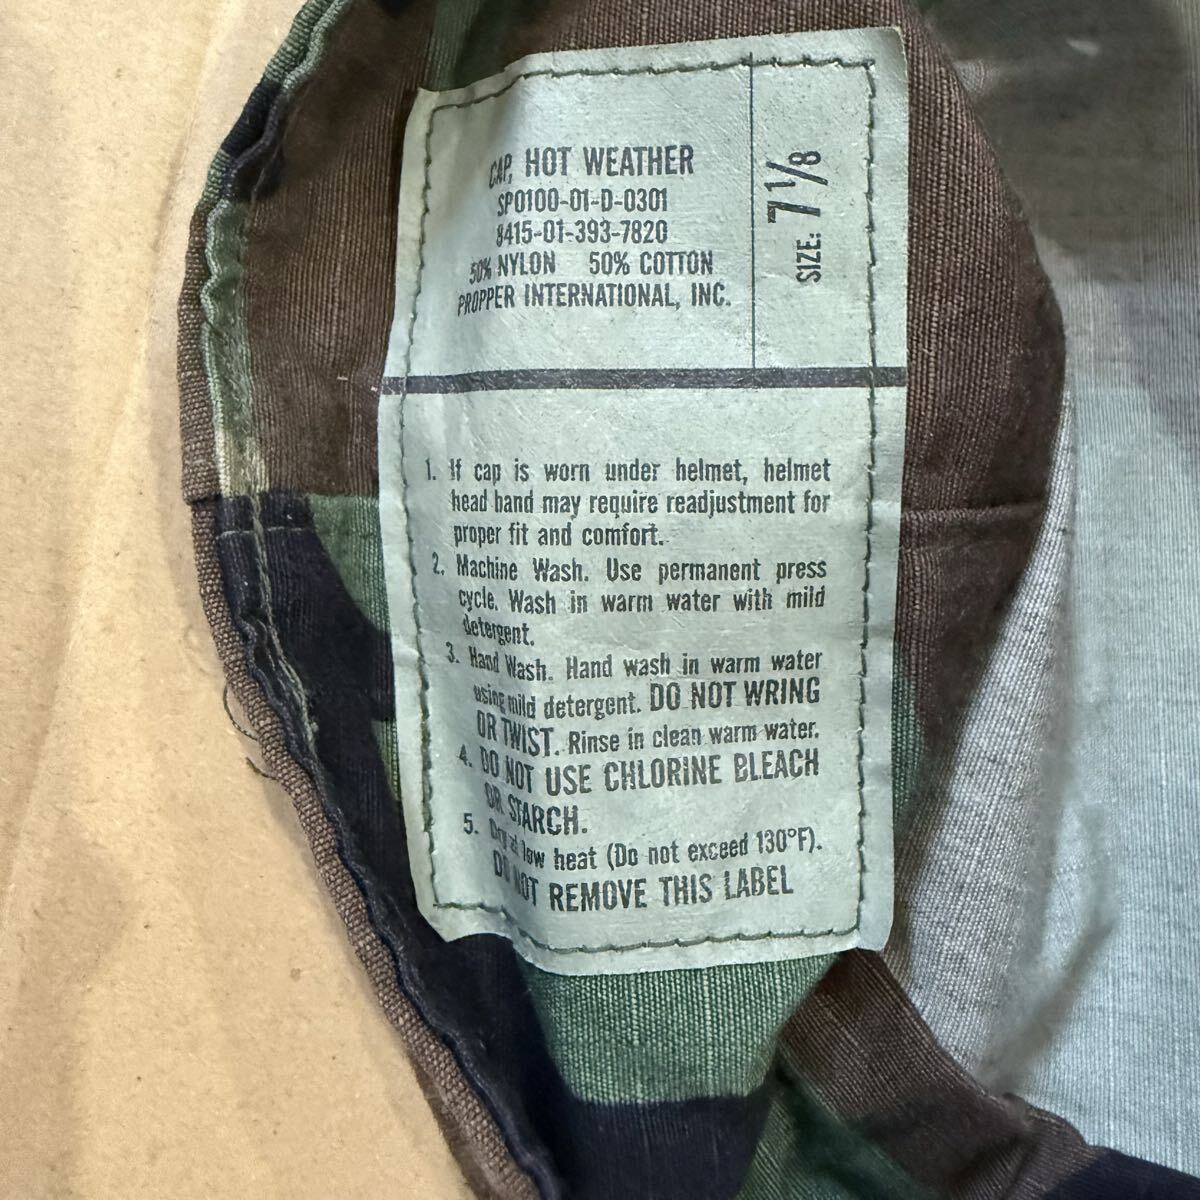 CAP, HOT WEATHER
SP0100-01-D-0301
8415-01-393-7820
50% NYLON 50% COTTON
PROPPER INTERNATIONAL, INC.
SIZE: 7 1/8
1. If cap is worn under helmet, helmet
head band may require readjustment for
proper fit and comfort.
2. Machine Wash. Use permanent press
cycle. Wash in warm water with mild
detergent.
3. Hand Wash. Hand wash in warm water
using mild detergent. DO NOT WRING
OR TWIST. Rinse in clean warm water.
4. DO NOT USE CHLORINE BLEACH
OR STARCH.
5. Dry at low heat (Do not exceed 130°F).
DO NOT REMOVE THIS LABEL